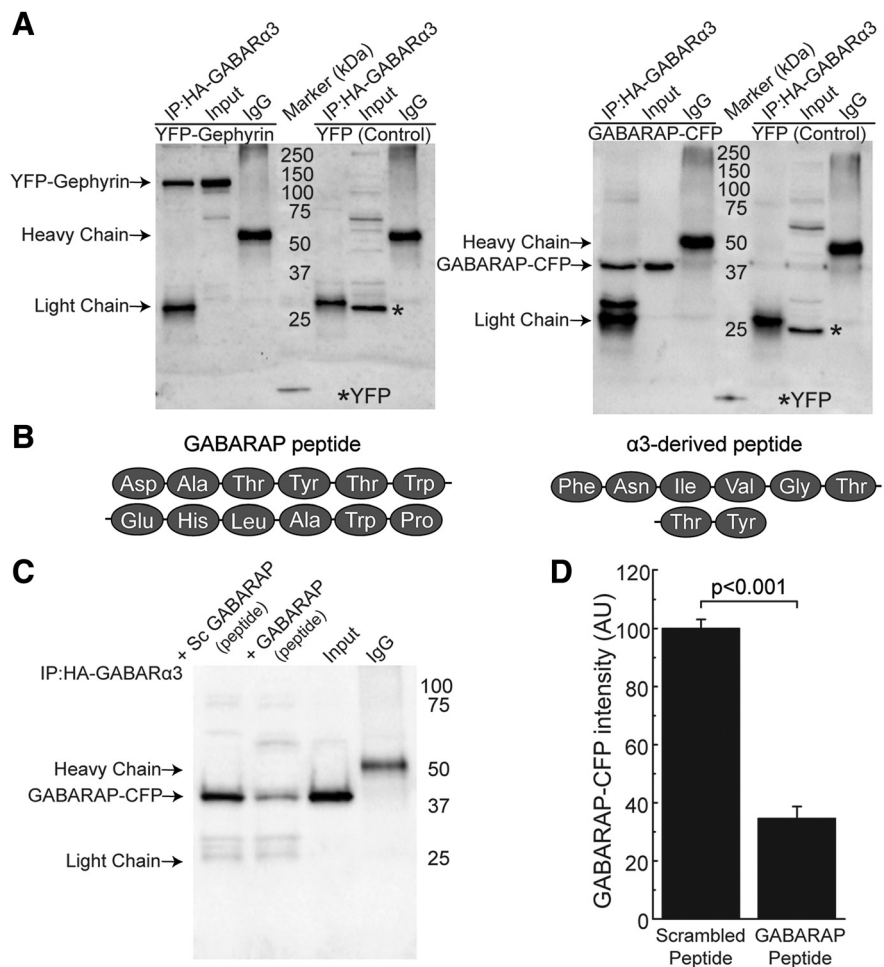 A
IP:HA-GABARα3
Input
IgG
Marker (kDa)
IP:HA-GABARα3
Input
IgG
YFP-Gephyrin
YFP (Control)
YFP-Gephyrin
Heavy Chain
Light Chain
250
150
100
75
50
37
25
*
*YFP
IP:HA-GABARα3
Input
IgG
Marker (kDa)
IP:HA-GABARα3
Input
IgG
GABARAP-CFP
YFP (Control)
Heavy Chain
GABARAP-CFP
Light Chain
250
150
100
75
50
37
25
*
*YFP
B
GABARAP peptide
Asp Ala Thr Tyr Thr Trp
Glu His Leu Ala Trp Pro
α3-derived peptide
Phe Asn Ile Val Gly Thr
Thr Tyr
C
+ Sc GABARAP
(peptide)
+ GABARAP
(peptide)
Input
IgG
IP:HA-GABARα3
Heavy Chain
GABARAP-CFP
Light Chain
100
75
50
37
25
D
GABARAP-CFP intensity (AU)
120
100
80
60
40
20
0
p<0.001
Scrambled
Peptide
GABARAP
Peptide